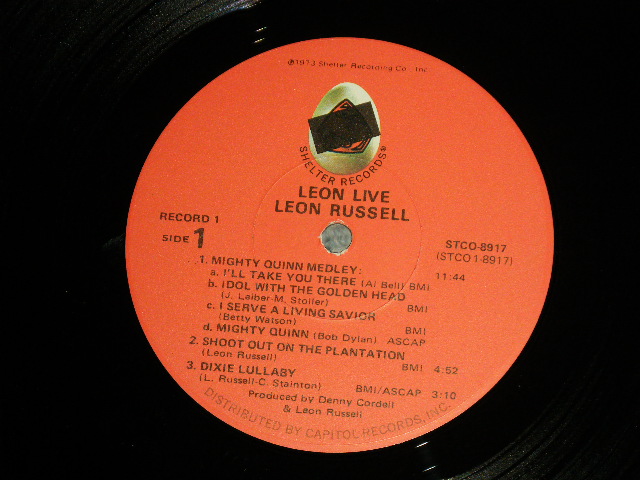 ℗1973 Shelter Recording Co., Inc.
SHELTER RECORDS®
LEON LIVE
LEON RUSSELL
RECORD 1
SIDE 1
STCO-8917
(STCO 1-8917)
1. MIGHTY QUINN MEDLEY: 11:44
a. I'LL TAKE YOU THERE (Al Bell) BMI
b. IDOL WITH THE GOLDEN HEAD
(J. Leiber-M. Stoller) BMI
c. I SERVE A LIVING SAVIOR
(Betty Watson) BMI
d. MIGHTY QUINN (Bob Dylan) ASCAP
2. SHOOT OUT ON THE PLANTATION
(Leon Russell) BMI 4:52
3. DIXIE LULLABY
(L. Russell-C. Stainton) BMI/ASCAP 3:10
Produced by Denny Cordell
& Leon Russell
DISTRIBUTED BY CAPITOL RECORDS, INC.